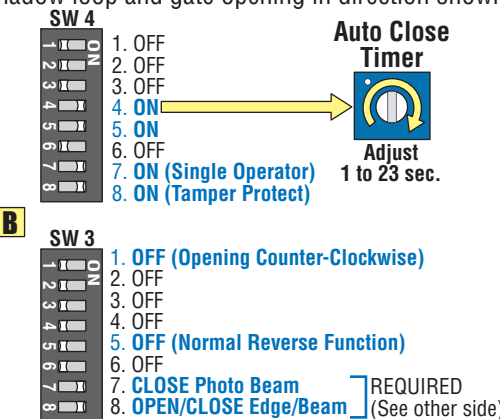 hadow loop and gate opening in direction show
SW 4
ON
1 2 3 4 5 6 7 8
1. OFF
2. OFF
3. OFF
4. ON
5. ON
6. OFF
7. ON (Single Operator)
8. ON (Tamper Protect)
Auto Close
Timer
Adjust
1 to 23 sec.
B
SW 3
ON
1 2 3 4 5 6 7 8
1. OFF (Opening Counter-Clockwise)
2. OFF
3. OFF
4. OFF
5. OFF (Normal Reverse Function)
6. OFF
7. CLOSE Photo Beam
8. OPEN/CLOSE Edge/Beam
REQUIRED
(See other side)